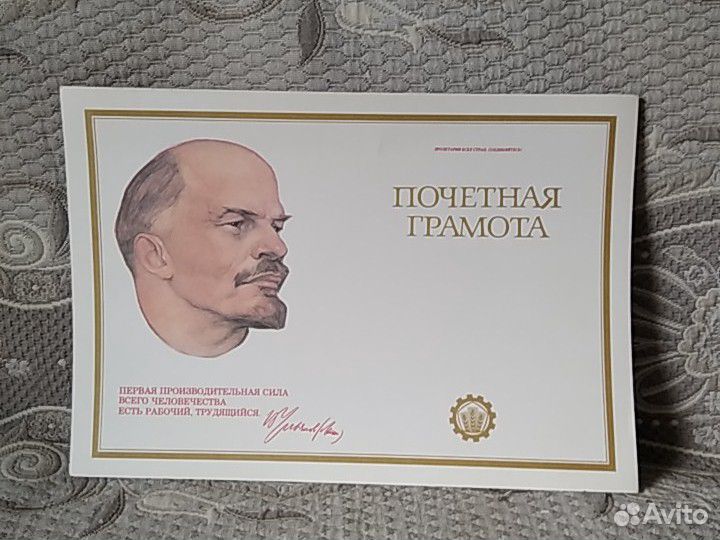 ПРОЛЕТАРИИ ВСЕХ СТРАН, СОЕДИНЯЙТЕСЬ!
ПОЧЕТНАЯ
ГРАМОТА
ПЕРВАЯ ПРОИЗВОДИТЕЛЬНАЯ СИЛА
ВСЕГО ЧЕЛОВЕЧЕСТВА
ЕСТЬ РАБОЧИЙ, ТРУДЯЩИЙСЯ.
Avito